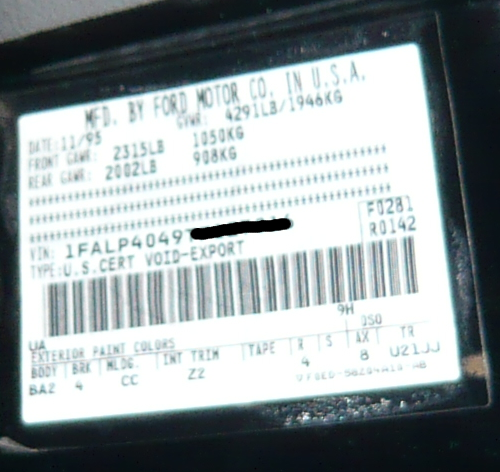 MFD. BY FORD MOTOR CO. IN U.S.A.
DATE: 11/95 GVWR: 4291LB/1946KG
FRONT GAWR: 2315LB 1050KG
REAR GAWR: 2002LB 908KG
F0281
VIN: 1FALP4049 R0142
TYPE: U.S.CERT VOID-EXPORT
9H
UA DSO
EXTERIOR PAINT COLORS
BODY BRK MLDG. INT TRIM TAPE R S AX TR
BA2 4 CC Z2 4 8 U21JJ